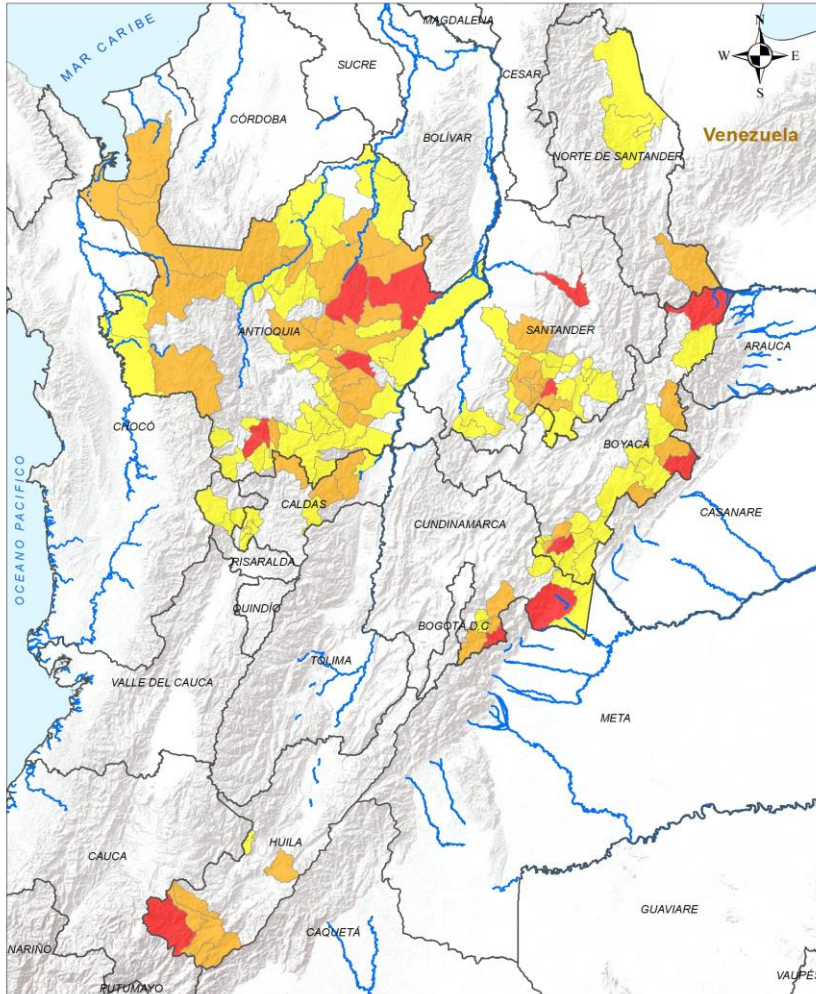 MAGDALENA
N
W E
S
MAR CARIBE
SUCRE
CESAR
CÓRDOBA
BOLÍVAR
Venezuela
NORTE DE SANTANDER
ANTIOQUIA
SANTANDER
ARAUCA
CHOCÓ
BOYACÁ
CALDAS
CUNDINAMARCA
CASANARE
OCEANO PACIFICO
RISARALDA
QUINDÍO
BOGOTÁ D.C
TOLIMA
VALLE DEL CAUCA
META
HUILA
CAUCA
GUAVIARE
CAQUETÁ
NARIÑO
PUTUMAYO
VAUPÉS